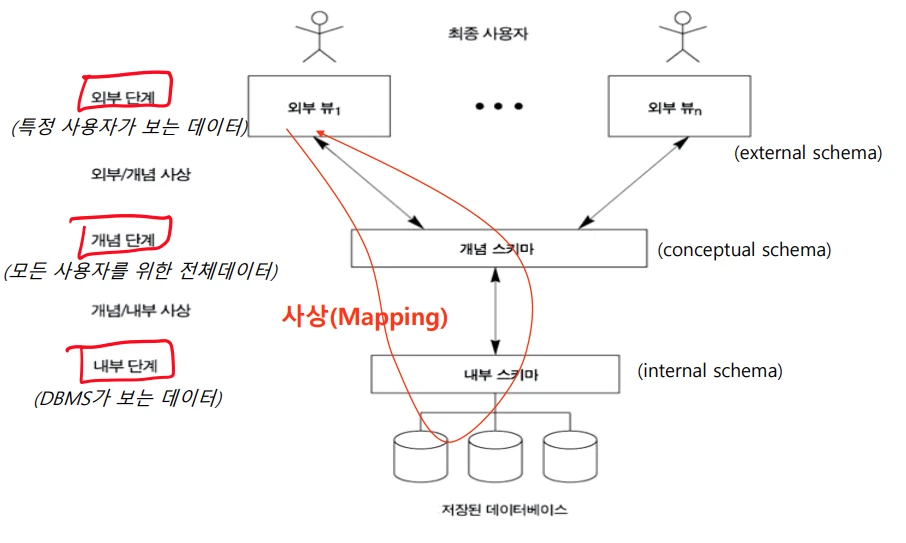 최종 사용자
외부 단계
(특정 사용자가 보는 데이터)
외부 뷰1
• • •
외부 뷰n
(external schema)
외부/개념 사상
개념 단계
(모든 사용자를 위한 전체데이터)
개념 스키마
(conceptual schema)
개념/내부 사상
사상(Mapping)
내부 단계
(DBMS가 보는 데이터)
내부 스키마
(internal schema)
저장된 데이터베이스